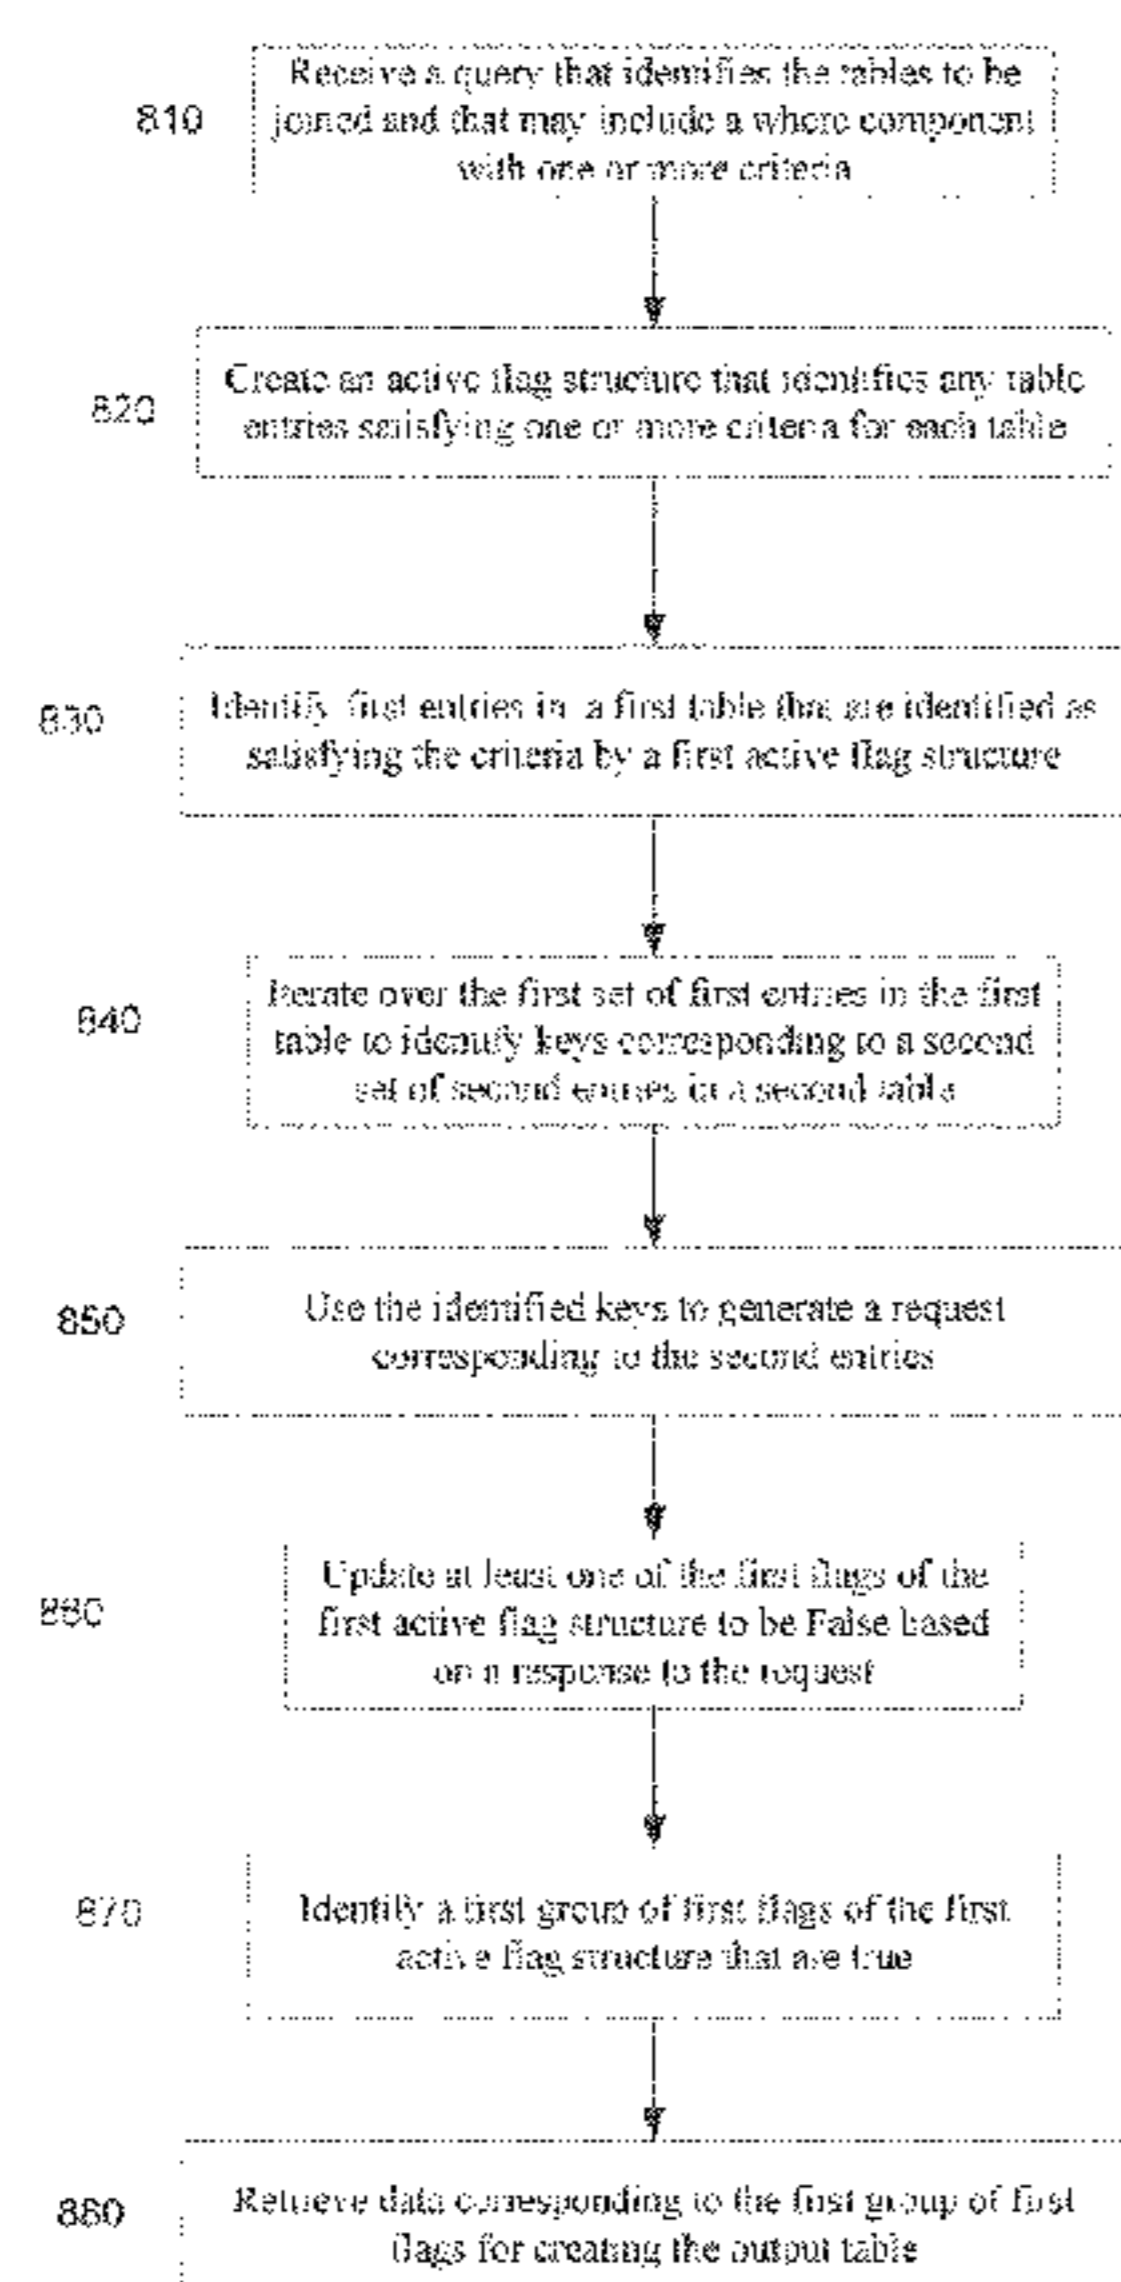 810
Receive a query that identifies the tables to be
joined and that may include a where component
with one or more criteria
820
Create an active flag structure that identifies any table
entries satisfying one or more criteria for each table
830
Identify first entries in a first table that are identified as
satisfying the criteria by a first active flag structure
840
Iterate over the first set of first entries in the first
table to identify keys corresponding to a second
set of second entries in a second table
850
Use the identified keys to generate a request
corresponding to the second entries
860
Update at least one of the first flags of the
first active flag structure to be False based
on a response to the request
870
Identify a first group of first flags of the first
active flag structure that are true
880
Retrieve data corresponding to the first group of first
flags for creating the output table